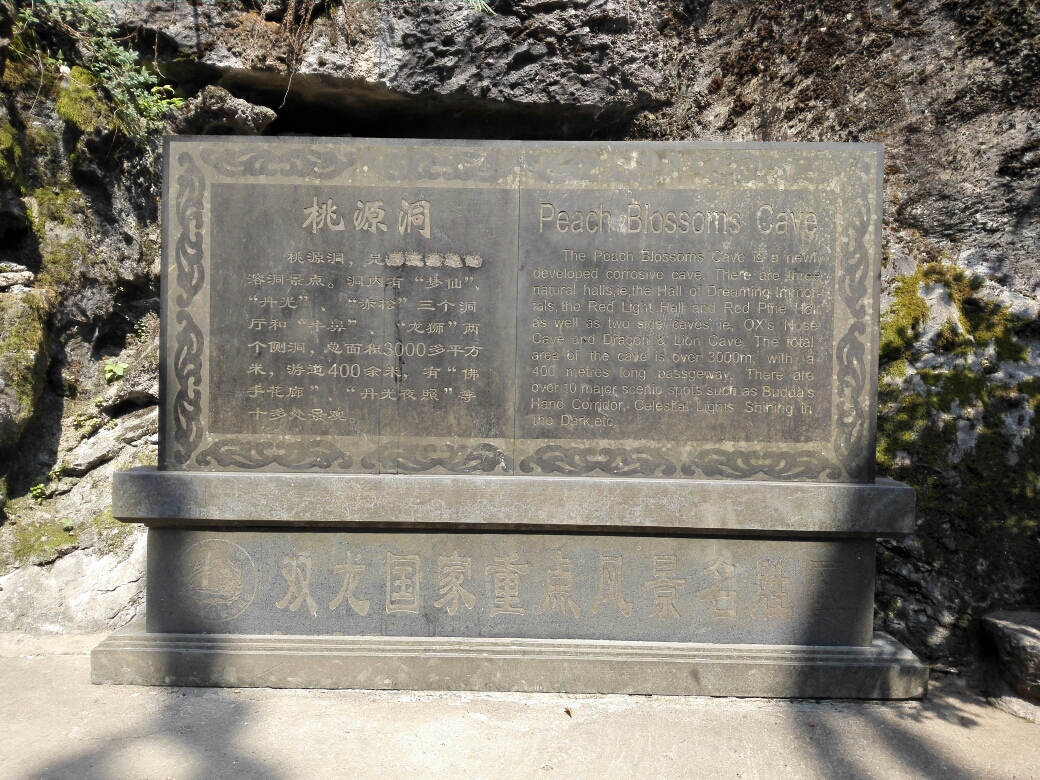 桃源洞
桃源洞，是
溶洞景点。洞内有“梦仙”、
“丹光”、“赤松”三个洞
厅和“牛鼻”、“龙狮”两
个侧洞，总面积3000多平方
米，游道400余米，有“佛
手花廊”“丹光夜照”等
十多处景观。
Peach Blossoms Cave
The Peach Blossoms Cave is a newly
developed corrosive cave. There are three
natural halls,ie,the Hall of Dreaming Immor-
tals,the Red Light Hall and Red Pine Hall
as well as two side caves, ie, OX's Nose
Cave and Dragon & Lion Cave. The total
area of the cave is over 3000m, with a
400 metres long passgeway. There are
over 10 major scenic spots such as Budda's
Hand Corridor, Celestial Lights Shining in
the Dark,etc.
双龙国家重点风景名胜